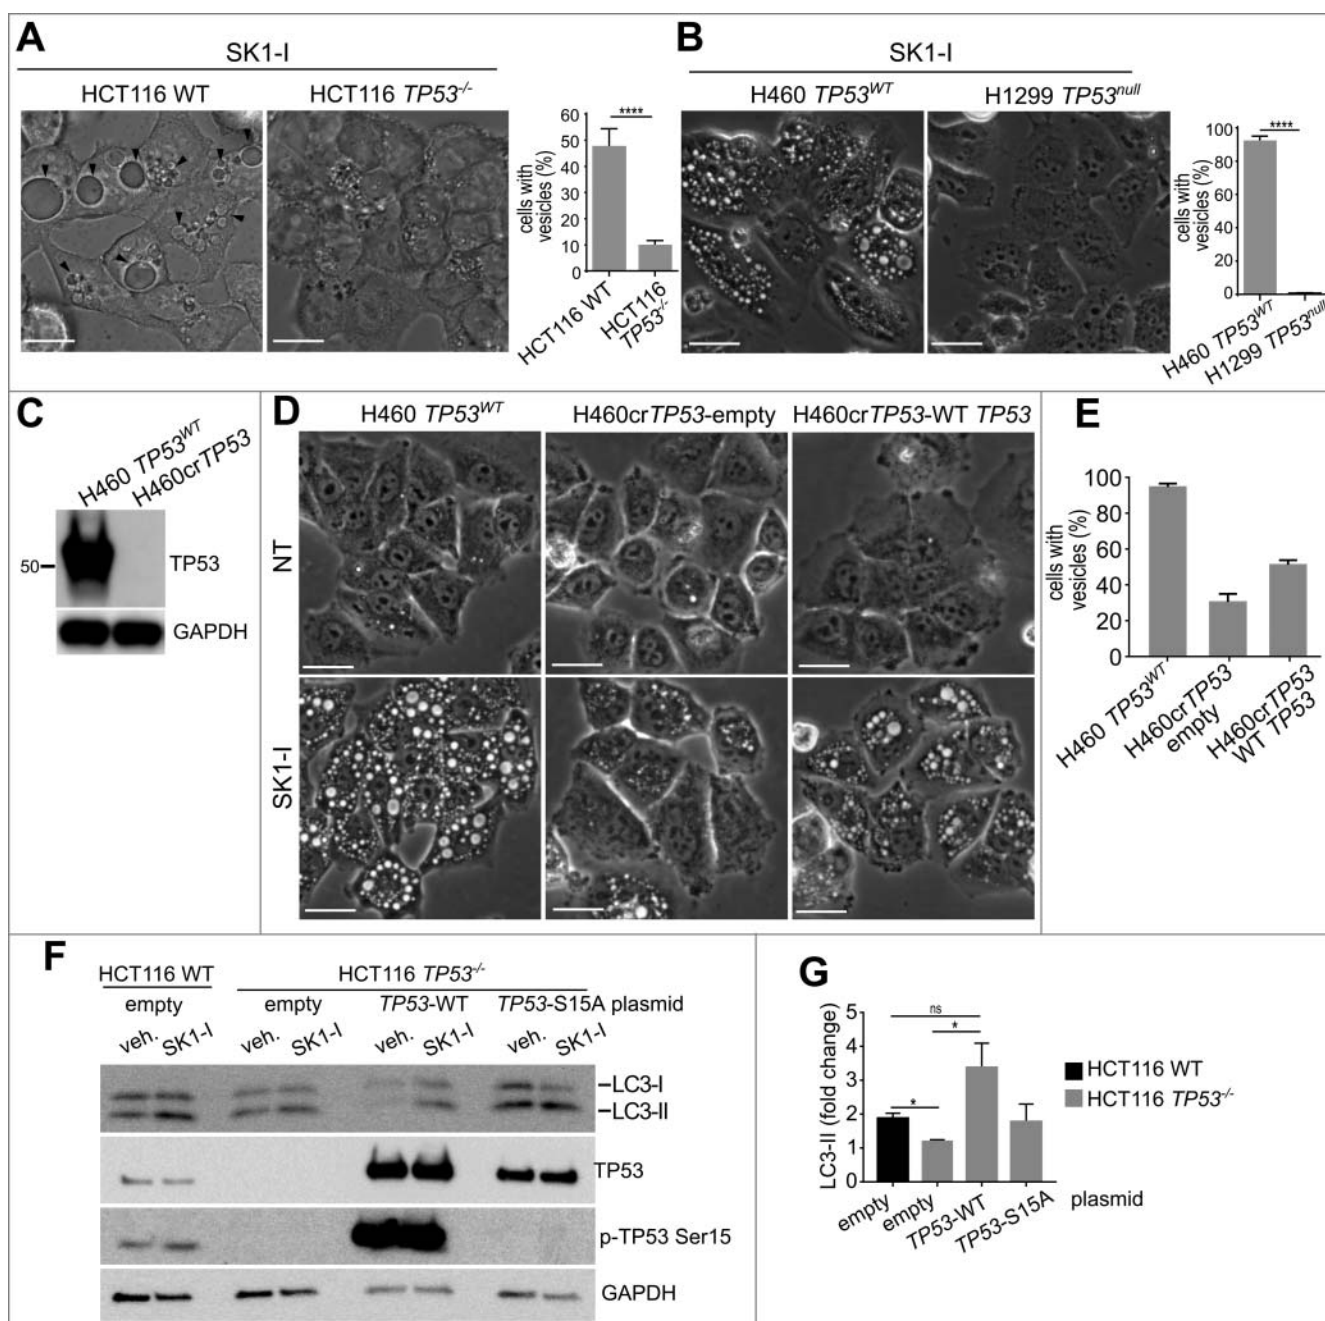 A
SK1-I
HCT116 WT
HCT116 TP53-/-
60
50
40
30
20
10
0
cells with
vesicles (%)
****
HCT116 WT
HCT116
TP53-/-
B
SK1-I
H460 TP53WT
H1299 TP53null
100
80
60
40
20
0
cells with
vesicles (%)
****
H460 TP53WT
H1299 TP53null
C
H460 TP53WT
H460crTP53
50
TP53
GAPDH
D
H460 TP53WT
H460crTP53-empty
H460crTP53-WT TP53
NT
SK1-I
E
100
80
60
40
20
0
cells with
vesicles (%)
H460 TP53WT
H460crTP53
empty
H460crTP53
WT TP53
F
HCT116 WT
HCT116 TP53-/-
empty
empty
TP53-WT
TP53-S15A plasmid
veh. SK1-I
veh. SK1-I
veh. SK1-I
veh. SK1-I
LC3-I
LC3-II
TP53
p-TP53 Ser15
GAPDH
G
5
4
3
2
1
0
LC3-II (fold change)
ns
*
*
HCT116 WT
HCT116 TP53-/-
empty
empty
TP53-WT
TP53-S15A
plasmid